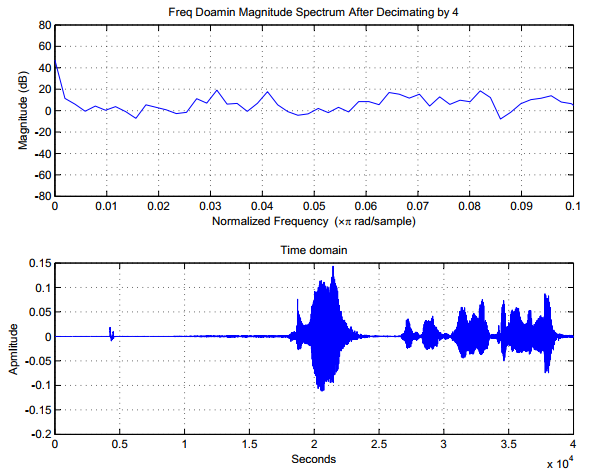 Freq Doamin Magnitude Spectrum After Decimating by 4
Magnitude (dB)
80
60
40
20
0
-20
-40
-60
-80
0 0.01 0.02 0.03 0.04 0.05 0.06 0.07 0.08 0.09 0.1
Normalized Frequency (×π rad/sample)
Time domain
Apmlitude
0.15
0.1
0.05
0
-0.05
-0.1
-0.15
-0.2
0 0.5 1 1.5 2 2.5 3 3.5 4
Seconds
x 10^4